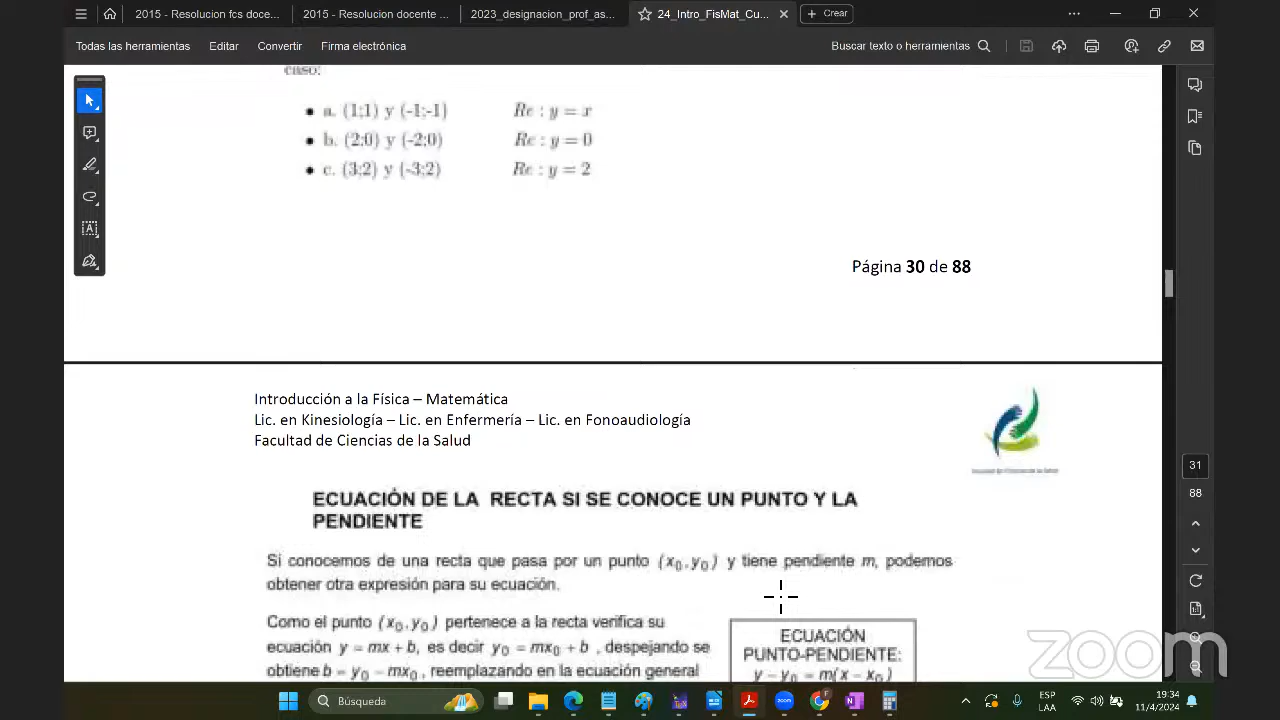 2015 - Resolucion fcs doce...
2015 - Resolucion docente ...
2023_designacion_prof_as...
24_Intro_FisMat_Cu...
Crear
Todas las herramientas
Editar
Convertir
Firma electrónica
Buscar texto o herramientas
caso:
• a. (1;1) y (-1;-1) Re : y = x
• b. (2;0) y (-2;0) Re : y = 0
• c. (3;2) y (-3;2) Re : y = 2
Página 30 de 88
Introducción a la Física – Matemática
Lic. en Kinesiología – Lic. en Enfermería – Lic. en Fonoaudiología
Facultad de Ciencias de la Salud
31
88
ECUACIÓN DE LA RECTA SI SE CONOCE UN PUNTO Y LA
PENDIENTE
Si conocemos de una recta que pasa por un punto (x₀, y₀) y tiene pendiente m, podemos
obtener otra expresión para su ecuación.
Como el punto (x₀, y₀) pertenece a la recta verifica su
ecuación y = mx + b, es decir y₀ = mx₀ + b , despejando se
obtiene b = y₀ – mx₀ , reemplazando en la ecuación general
ECUACIÓN
PUNTO-PENDIENTE:
y – y₀ = m(x – x₀)
zoom
Búsqueda
ESP
LAA
19:34
11/4/2024